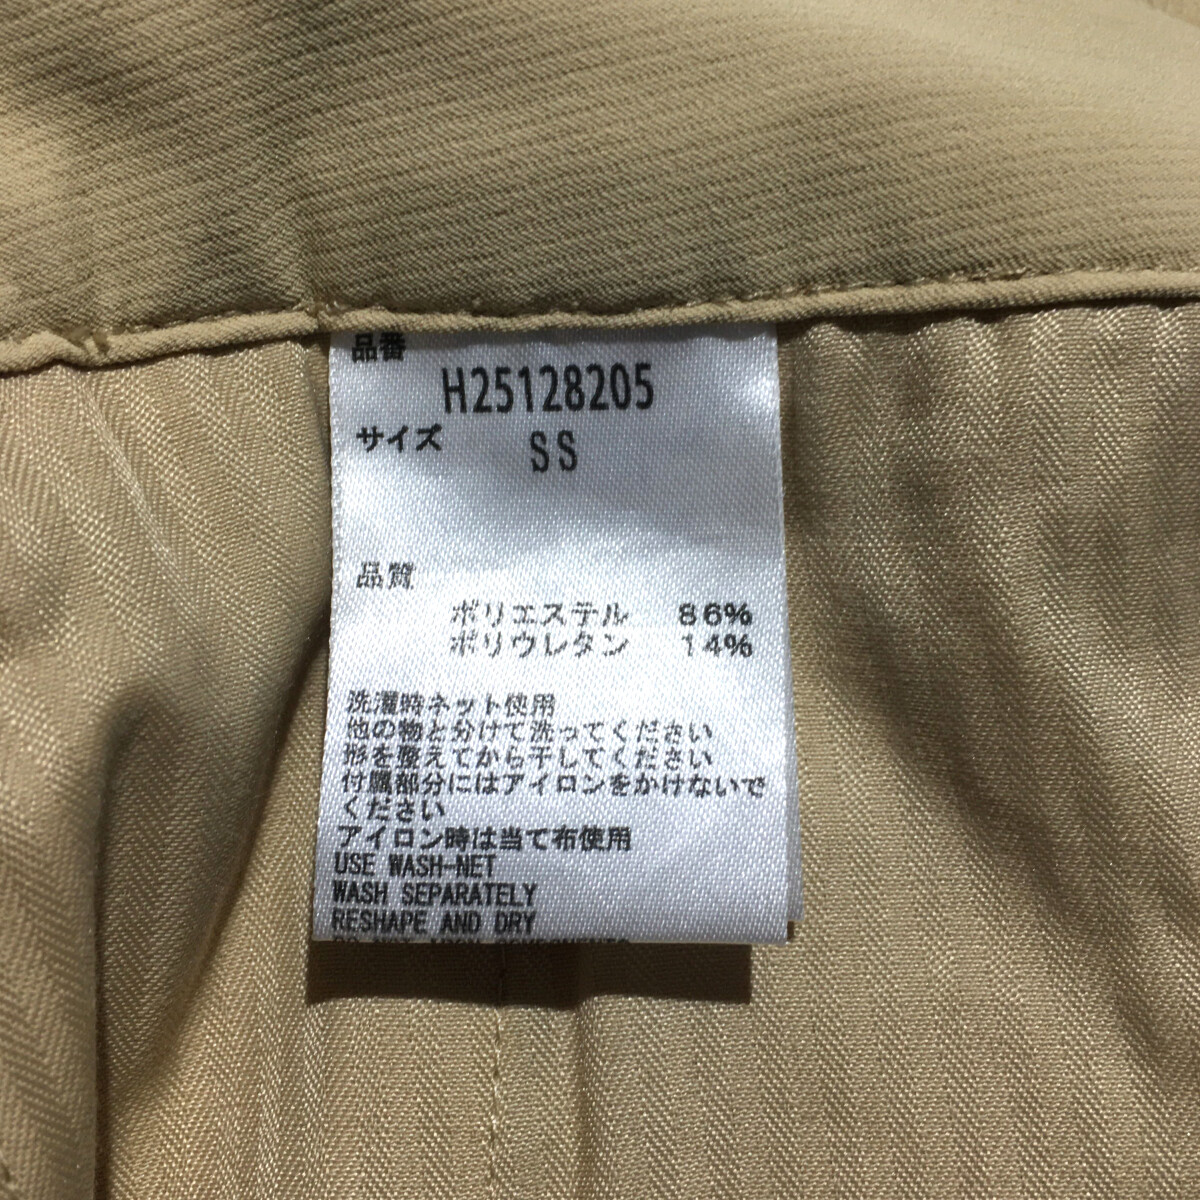 品番
H25128205
サイズ
SS
品質
ポリエステル 86%
ポリウレタン 14%
洗濯時ネット使用
他の物と分けて洗ってください
形を整えてから干してください
付属部分にはアイロンをかけないで
ください
アイロン時は当て布使用
USE WASH-NET
WASH SEPARATELY
RESHAPE AND DRY